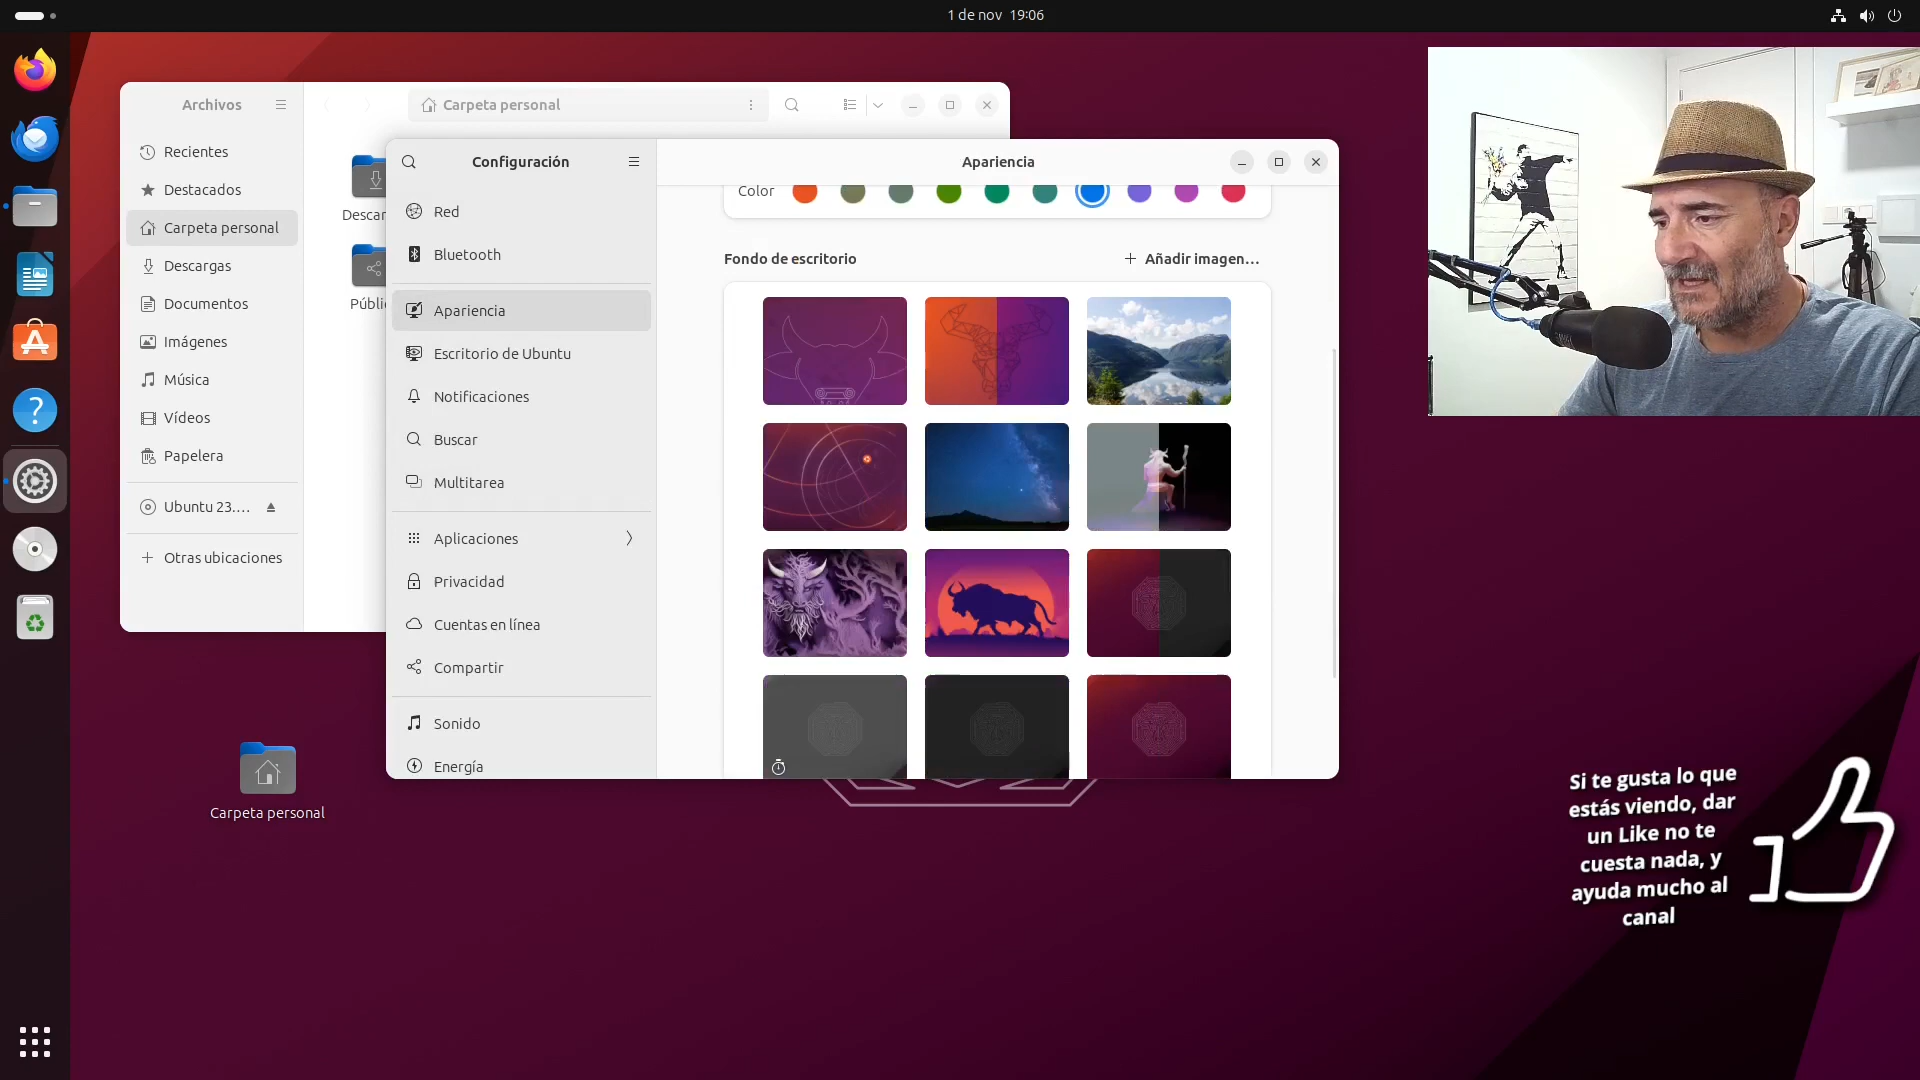 1 de nov 19:06
Archivos
Carpeta personal
Recientes
Destacados
Carpeta personal
Descargas
Documentos
Imágenes
Música
Vídeos
Papelera
Ubuntu 23....
Otras ubicaciones
Descar
Públic
Configuración
Red
Bluetooth
Apariencia
Escritorio de Ubuntu
Notificaciones
Buscar
Multitarea
Aplicaciones
Privacidad
Cuentas en línea
Compartir
Sonido
Energía
Apariencia
Color
Fondo de escritorio
Añadir imagen...
Carpeta personal
Si te gusta lo que
estás viendo, dar
un Like no te
cuesta nada, y
ayuda mucho al
canal